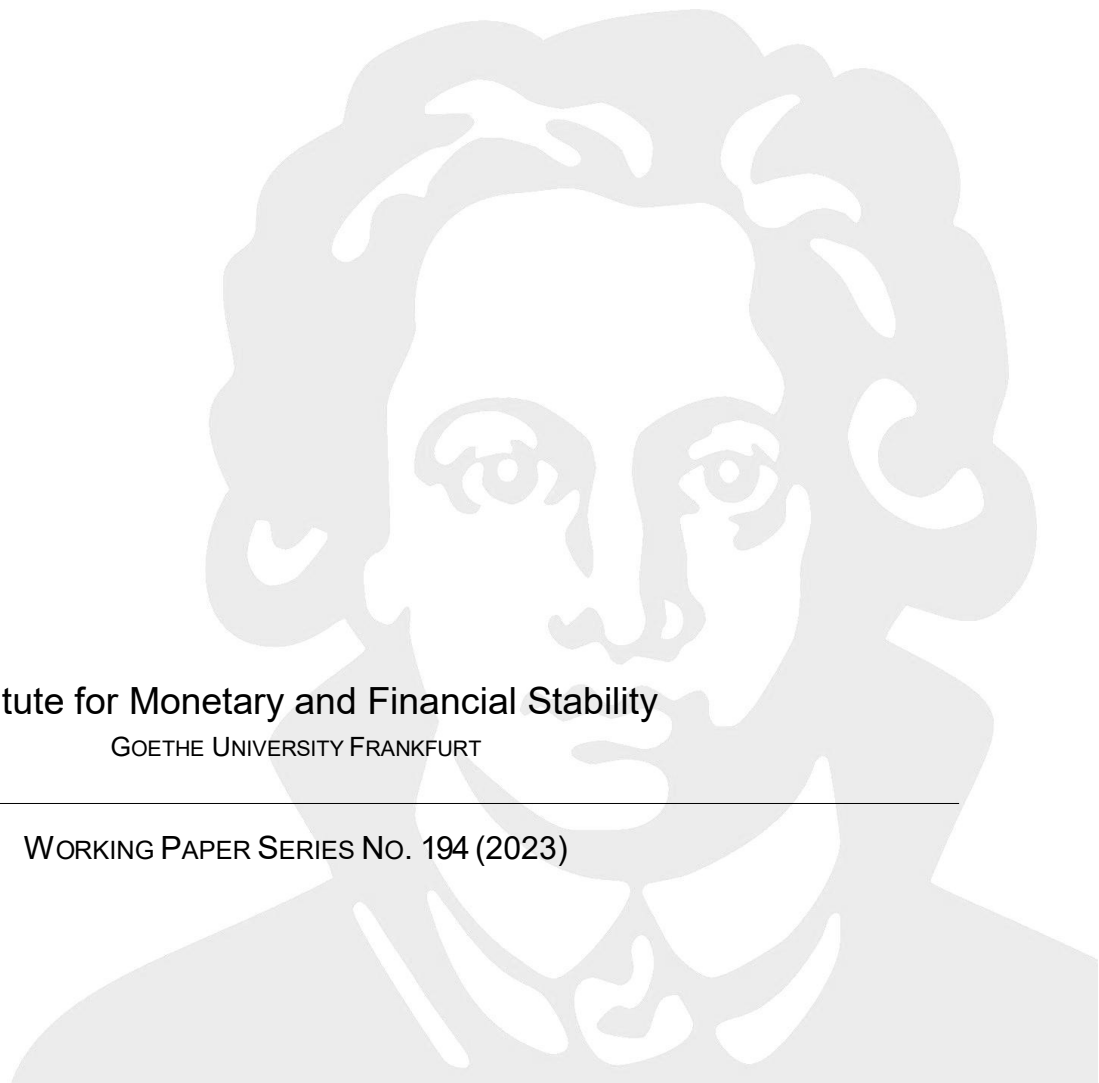 tute for Monetary and Financial Stability
GOETHE UNIVERSITY FRANKFURT
WORKING PAPER SERIES NO. 194 (2023)